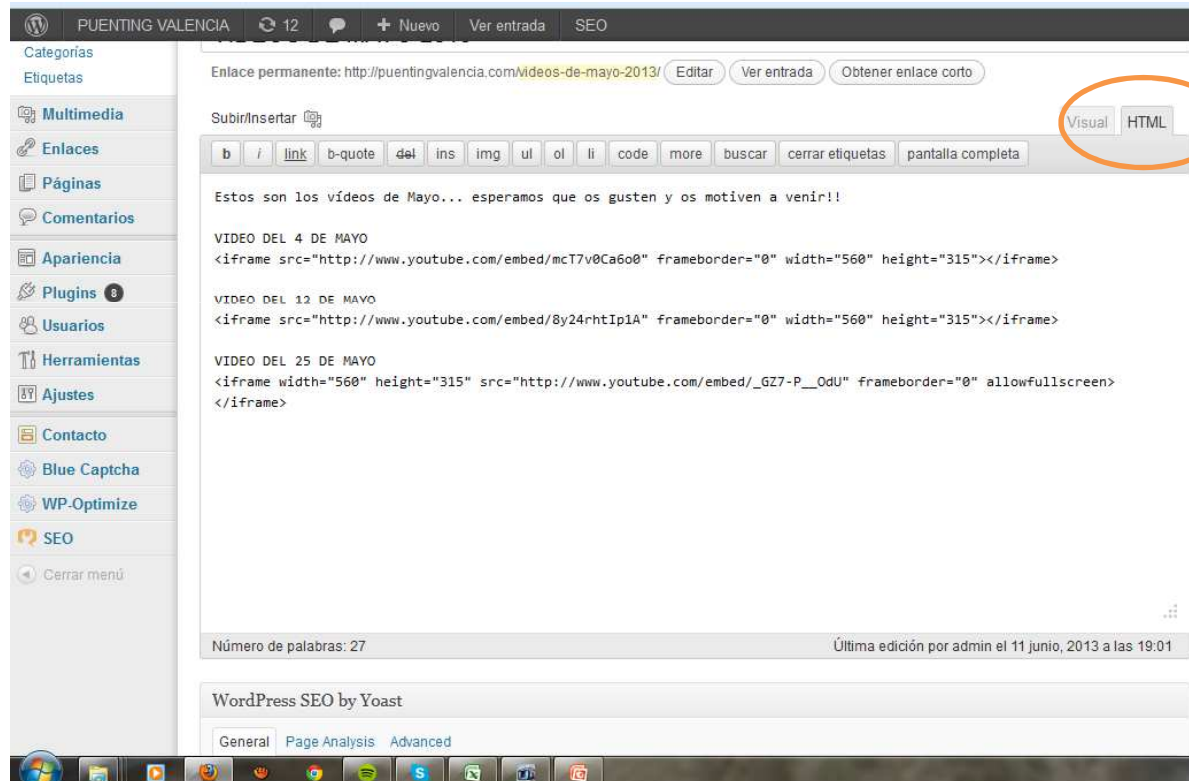 PUENTING VALENCIA 12 + Nuevo Ver entrada SEO
Categorías
Etiquetas
Multimedia
Enlaces
Páginas
Comentarios
Apariencia
Plugins 8
Usuarios
Herramientas
Ajustes
Contacto
Blue Captcha
WP-Optimize
SEO
Cerrar menú
Enlace permanente: http://puentingvalencia.com/videos-de-mayo-2013/ Editar Ver entrada Obtener enlace corto
Subir/Insertar
Visual HTML
b i link b-quote del ins img ul ol li code more buscar cerrar etiquetas pantalla completa
Estos son los vídeos de Mayo... esperamos que os gusten y os motiven a venir!!
VIDEO DEL 4 DE MAYO
<iframe src="http://www.youtube.com/embed/mcT7v0Ca6o0" frameborder="0" width="560" height="315"></iframe>
VIDEO DEL 12 DE MAYO
<iframe src="http://www.youtube.com/embed/8y24rhtIp1A" frameborder="0" width="560" height="315"></iframe>
VIDEO DEL 25 DE MAYO
<iframe width="560" height="315" src="http://www.youtube.com/embed/_GZ7-P__OdU" frameborder="0" allowfullscreen>
</iframe>
Número de palabras: 27
Última edición por admin el 11 junio, 2013 a las 19:01
WordPress SEO by Yoast
General Page Analysis Advanced